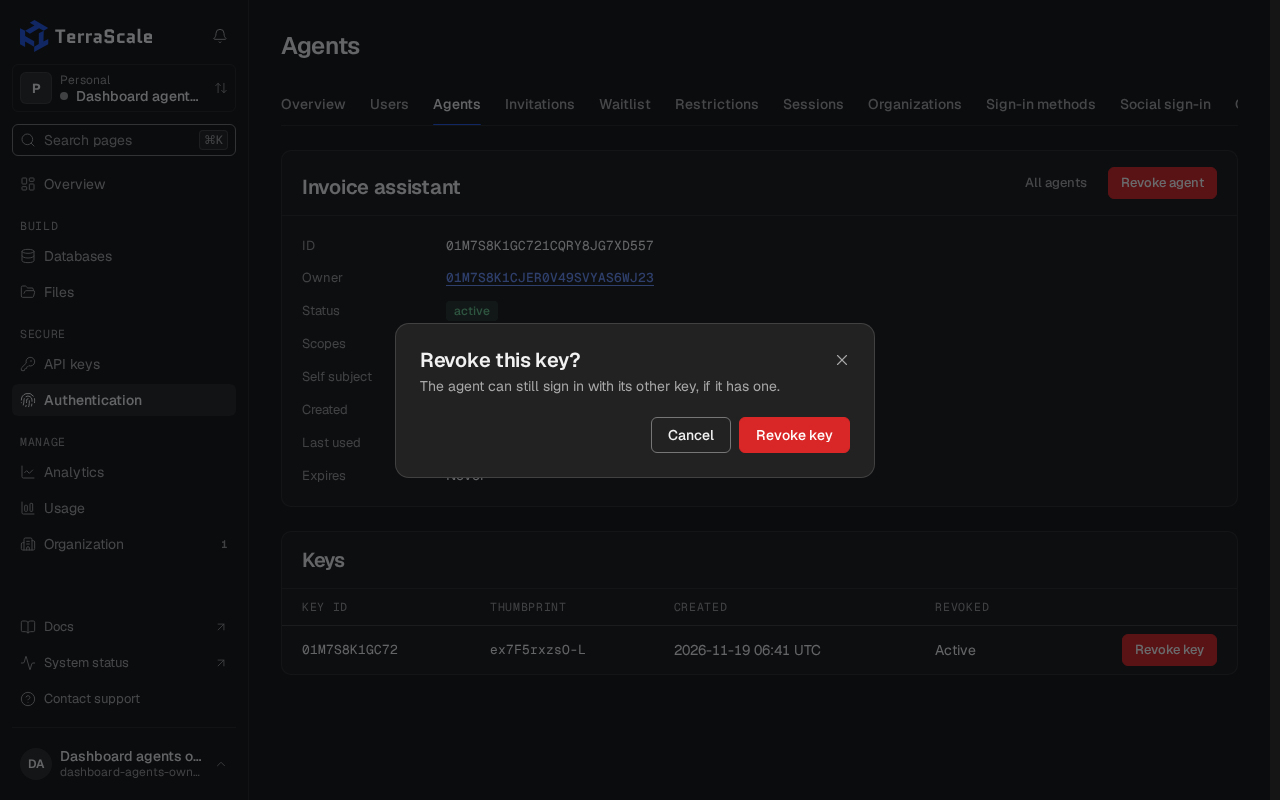 TerraScale
Personal
P
Dashboard agent...
Search pages
⌘K
Overview
BUILD
Databases
Files
SECURE
API keys
Authentication
MANAGE
Analytics
Usage
Organization
1
Docs
System status
Contact support
DA
Dashboard agents o...
dashboard-agents-own...
Agents
Overview Users Agents Invitations Waitlist Restrictions Sessions Organizations Sign-in methods Social sign-in
Invoice assistant
All agents
Revoke agent
ID 01M7S8K1GC721CQRY8JG7XD557
Owner 01M7S8K1CJER0V49SVYAS6WJ23
Status active
Scopes
Self subject
Created
Last used
Expires Never
Revoke this key?
The agent can still sign in with its other key, if it has one.
Cancel
Revoke key
Keys
KEY ID THUMBPRINT CREATED REVOKED
01M7S8K1GC72 ex7F5rxzsO-L 2026-11-19 06:41 UTC Active Revoke key